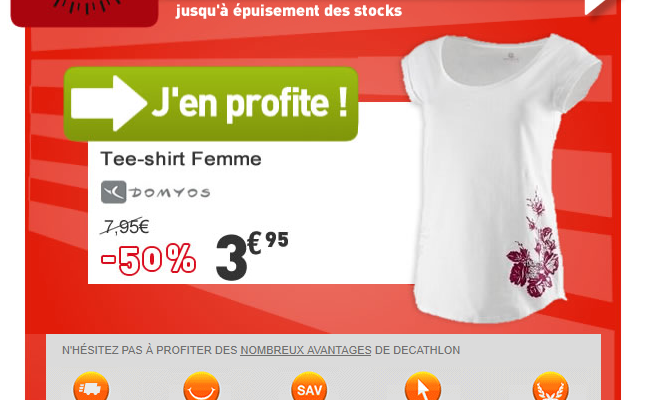 jusqu'à épuisement des stocks
J'en profite !
Tee-shirt Femme
DOMYOS
7,95€
-50% 3€95
N'HÉSITEZ PAS À PROFITER DES NOMBREUX AVANTAGES DE DECATHLON
SAV